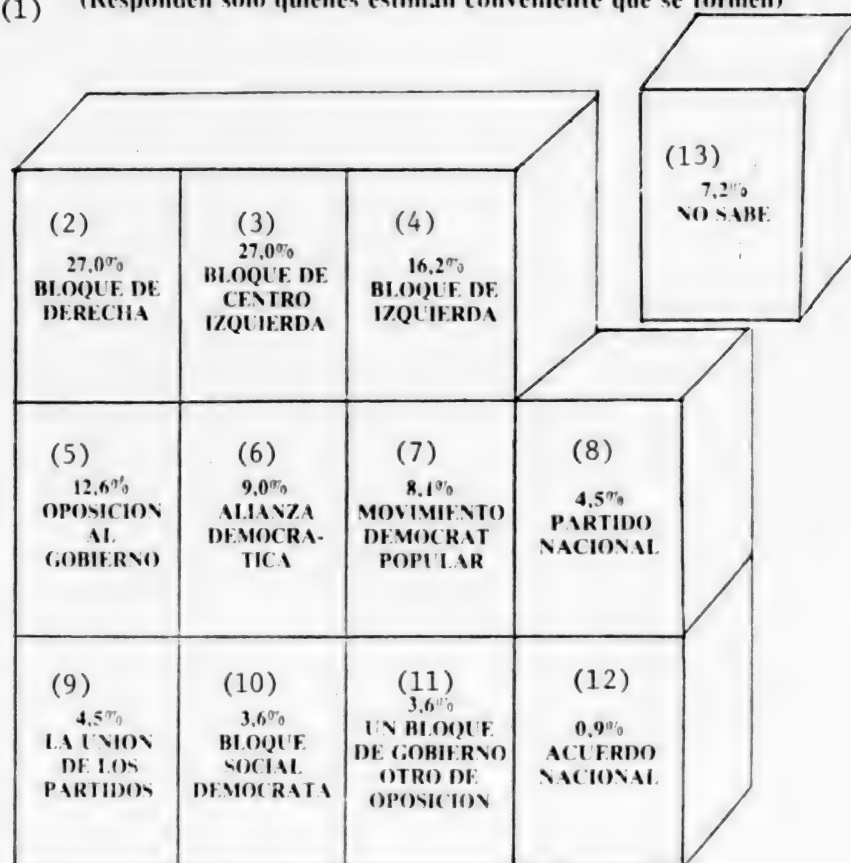 (1) (Responden sólo quienes estiman conveniente que se formen)
(2)
27,0%
BLOQUE DE
DERECHA
(3)
27,0%
BLOQUE DE
CENTRO
IZQUIERDA
(4)
16,2%
BLOQUE DE
IZQUIERDA
(13)
7,2%
NO SABE
(5)
12,6%
OPOSICION
AL
GOBIERNO
(6)
9,0%
ALIANZA
DEMOCRA-
TICA
(7)
8,1%
MOVIMIENTO
DEMOCRAT
POPULAR
(8)
4,5%
PARTIDO
NACIONAL
(9)
4,5%
LA UNION
DE LOS
PARTIDOS
(10)
3,6%
BLOQUE
SOCIAL
DEMOCRATA
(11)
3,6%
UN BLOQUE
DE GOBIERNO
OTRO DE
OPOSICION
(12)
0,9%
ACUERDO
NACIONAL